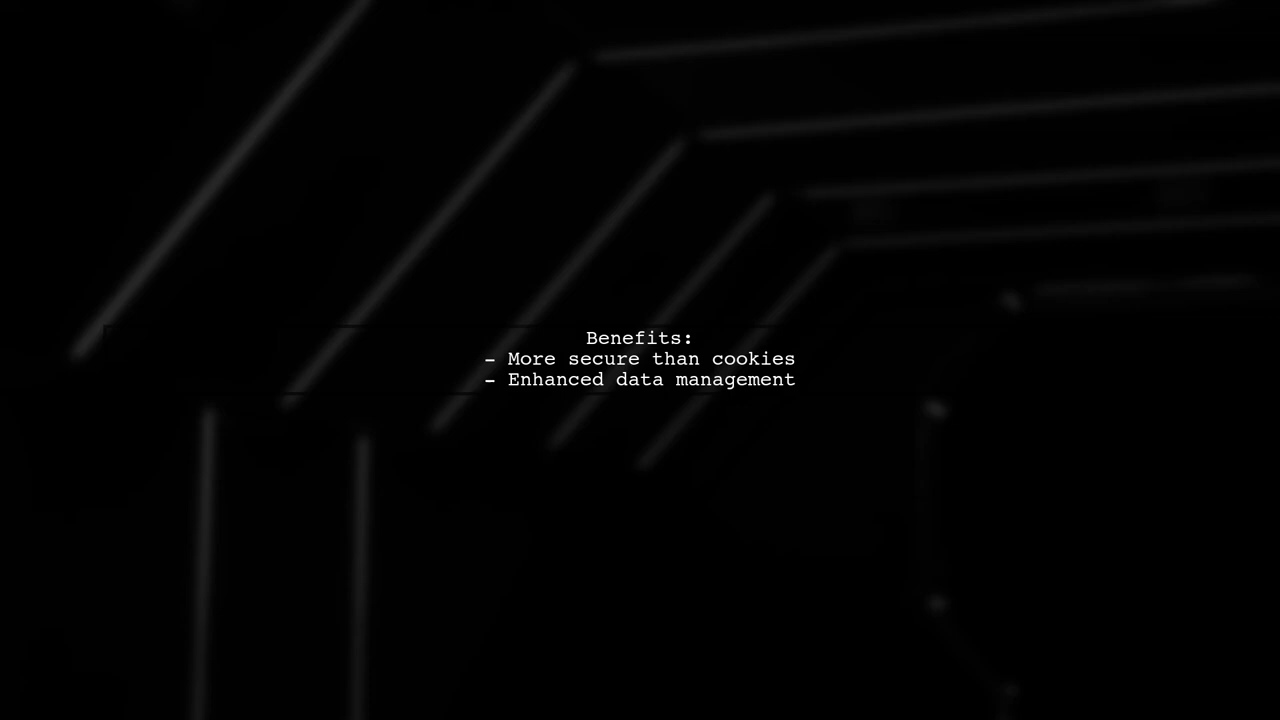 Benefits:
- More secure than cookies
- Enhanced data management